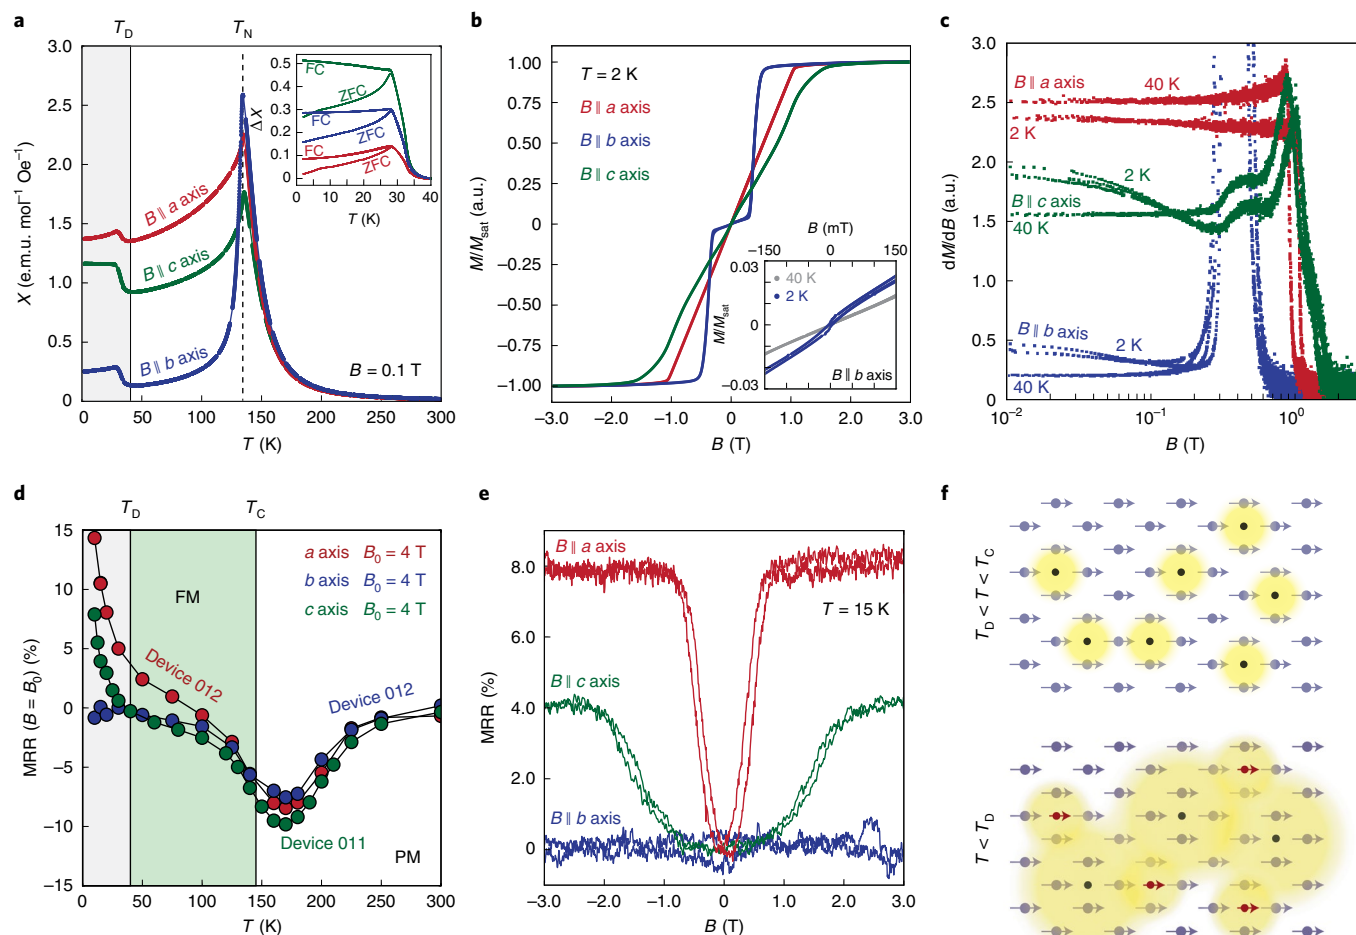 a
T_D
T_N
3.0
2.5
2.0
1.5
1.0
0.5
0
X (e.m.u. mol⁻¹ Oe⁻¹)
B ∥ a axis
B ∥ c axis
B ∥ b axis
B = 0.1 T
0
50
100
150
200
250
300
T (K)
0.5
0.4
0.3
0.2
0.1
0
ΔX
FC
ZFC
FC
ZFC
FC
ZFC
0
10
20
30
40
T (K)
b
T = 2 K
B ∥ a axis
B ∥ b axis
B ∥ c axis
1.00
0.75
0.50
0.25
0
−0.25
−0.50
−0.75
−1.00
M/M_sat (a.u.)
−3.0
−2.0
−1.0
0
1.0
2.0
3.0
B (T)
B (mT)
−150
0
150
0.03
0
−0.03
M/M_sat
40 K
2 K
B ∥ b axis
c
3.5
3.0
2.5
2.0
1.5
1.0
0.5
0
dM/dB (a.u.)
B ∥ a axis
40 K
2 K
2 K
B ∥ c axis
40 K
B ∥ b axis
2 K
40 K
10⁻²
10⁻¹
10⁰
B (T)
d
T_D
T_C
15
10
5
0
−5
−10
−15
MRR (B = B₀) (%)
FM
a axis B₀ = 4 T
b axis B₀ = 4 T
c axis B₀ = 4 T
Device 012
Device 012
Device 011
PM
0
50
100
150
200
250
300
T (K)
e
8.0
6.0
4.0
2.0
0
MRR (%)
B ∥ a axis
T = 15 K
B ∥ c axis
B ∥ b axis
−3.0
−2.0
−1.0
0
1.0
2.0
3.0
B (T)
f
T_D < T < T_C
T < T_D